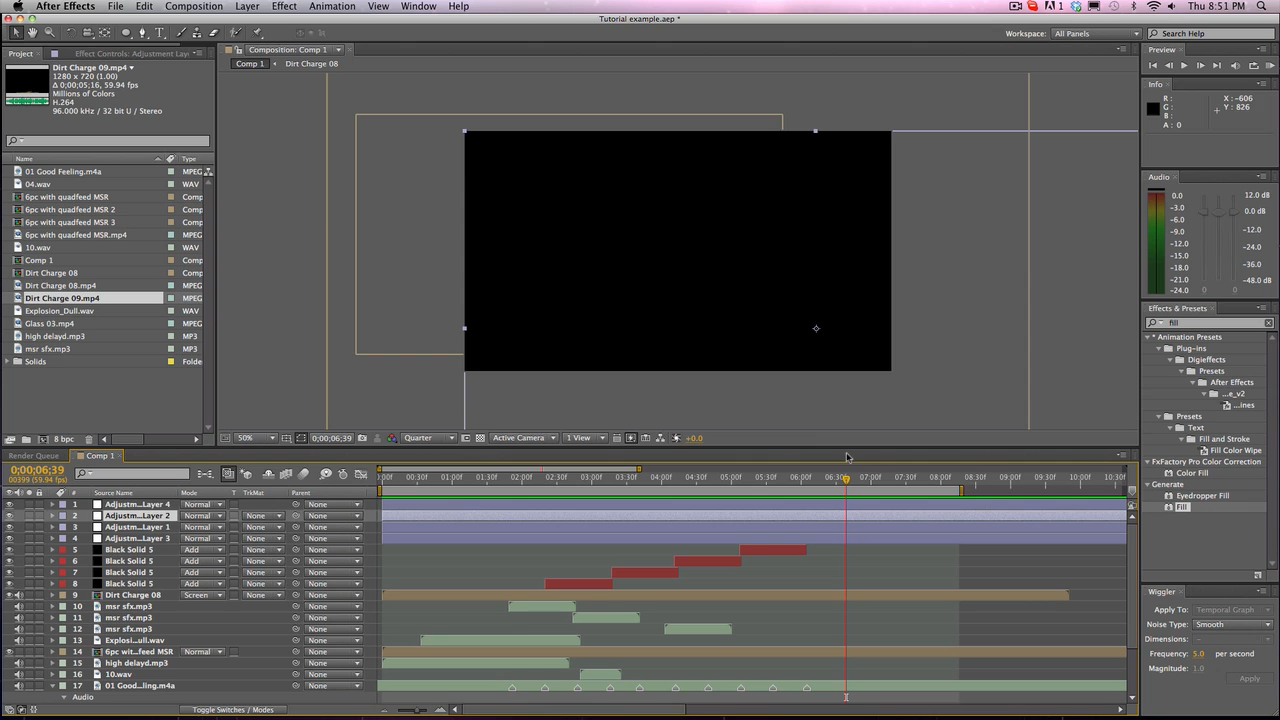 After Effects File Edit Composition Layer Effect Animation View Window Help
1 Thu 8:51 PM
Tutorial example.aep *
Workspace: All Panels Search Help
Project Effect Controls: Adjustment Lay Composition: Comp 1 Preview
Comp 1 Dirt Charge 08
Dirt Charge 09.mp4
1280 x 720 (1.00)
Δ 0;00;05;16, 59.94 fps
Millions of Colors
H.264
96.000 kHz / 32 bit U / Stereo
Info
R :
G :
B :
A : 0
X : -606
Y : 826
Name Type
01 Good Feeling.m4a MPEG
04.wav WAV
6pc with quadfeed MSR Comp
6pc with quadfeed MSR 2 Comp
6pc with quadfeed MSR 3 Comp
6pc with quadfeed MSR.mp4 MPEG
10.wav WAV
Comp 1 Comp
Dirt Charge 08 Comp
Dirt Charge 08.mp4 MPEG
Dirt Charge 09.mp4 MPEG
Explosion_Dull.wav WAV
Glass 03.mp4 MPEG
high delayd.mp3 MP3
msr sfx.mp3 MP3
Solids Folde
8 bpc
Audio
0.0 12.0 dB
-3.0
-6.0 0.0 dB
-9.0
-12.0 -12.0
-15.0 -24.0
-18.0
-21.0 -36.0
-24.0 -48.0 dB
0 0
Effects & Presets
fill
* Animation Presets
Plug-ins
Digieffects
Presets
After Effects
...e_v2
...ines
Presets
Text
Fill and Stroke
Fill Color Wipe
FxFactory Pro Color Correction
Color Fill
Generate
Eyedropper Fill
Fill
50% 0;00;06;39 Quarter Active Camera 1 View +0.0
Render Queue Comp 1
0;00;06;39
00399 (59.94 fps)
:00f 00:30f 01:00f 01:30f 02:00f 02:30f 03:00f 03:30f 04:00f 04:30f 05:00f 05:30f 06:00f 06:30f 07:00f 07:30f 08:00f 08:30f 09:00f 09:30f 10:00f 10:30f
# Source Name Mode T TrkMat Parent
1 Adjustm...Layer 4 Normal None
2 Adjustm...Layer 2 Normal None None
3 Adjustm...Layer 1 Normal None None
4 Adjustm...Layer 3 Normal None None
5 Black Solid 5 Add None None
6 Black Solid 5 Add None None
7 Black Solid 5 Add None None
8 Black Solid 5 Add None None
9 Dirt Charge 08 Screen None None
10 msr sfx.mp3 None
11 msr sfx.mp3 None
12 msr sfx.mp3 None
13 Explosi...ull.wav None
14 6pc wit...feed MSR Normal None None
15 high delayd.mp3 None
16 10.wav None
17 01 Good...ling.m4a None
Audio
Toggle Switches / Modes
Wiggler
Apply To: Temporal Graph
Noise Type: Smooth
Dimensions:
Frequency: 5.0 per second
Magnitude: 1.0
Apply